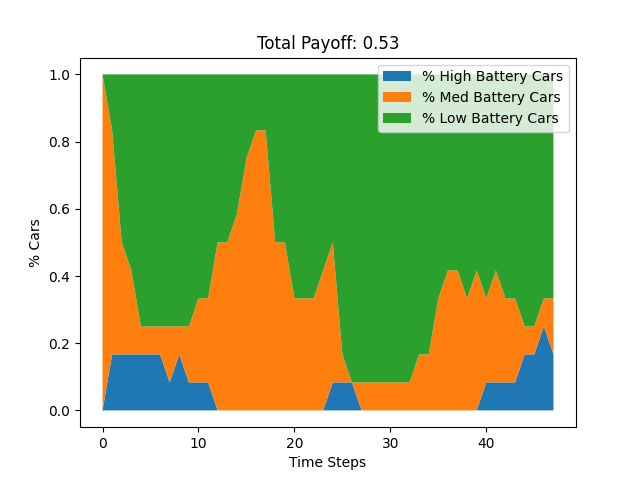 Total Payoff: 0.53
% High Battery Cars
% Med Battery Cars
% Low Battery Cars
1.0
0.8
0.6
0.4
0.2
0.0
% Cars
0 10 20 30 40
Time Steps